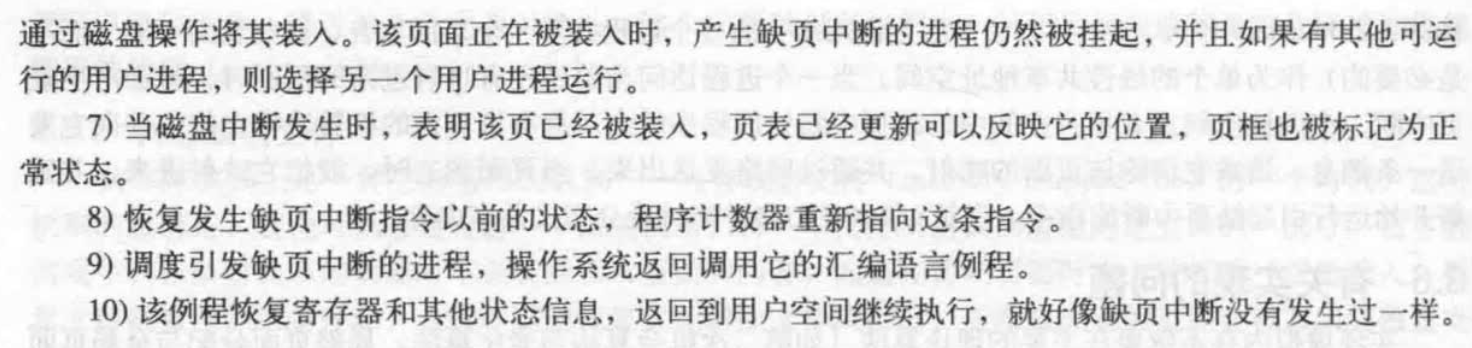 通过磁盘操作将其装入。该页面正在被装入时，产生缺页中断的进程仍然被挂起，并且如果有其他可运
行的用户进程，则选择另一个用户进程运行。
7) 当磁盘中断发生时，表明该页已经被装入，页表已经更新可以反映它的位置，页框也被标记为正
常状态。
8) 恢复发生缺页中断指令以前的状态，程序计数器重新指向这条指令。
9) 调度引发缺页中断的进程，操作系统返回调用它的汇编语言例程。
10) 该例程恢复寄存器和其他状态信息，返回到用户空间继续执行，就好像缺页中断没有发生过一样。